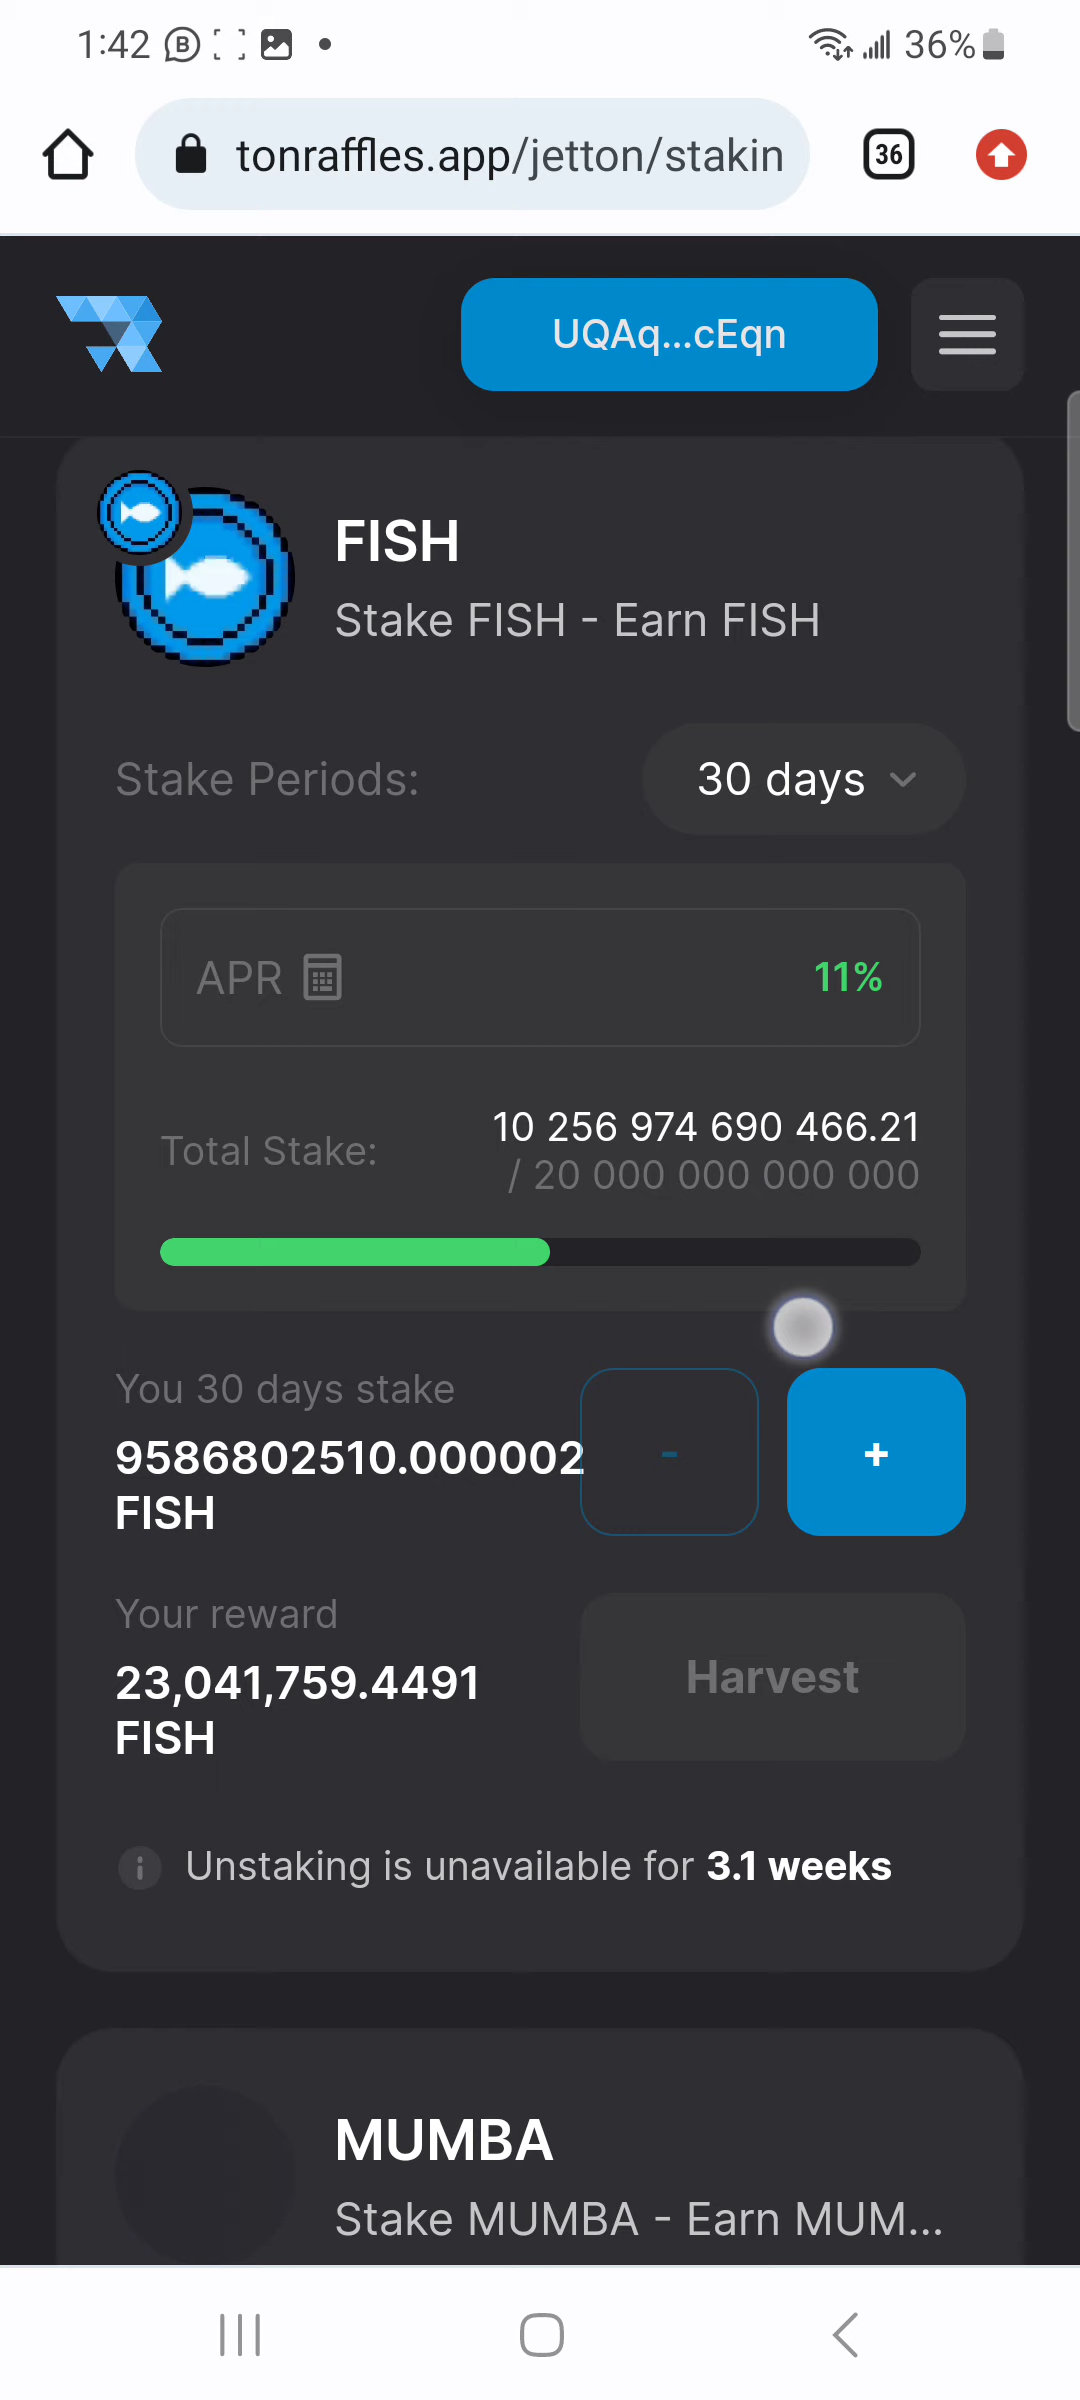 1:42
36%
tonraffles.app/jetton/stakin
36
UQAq...cEqn
FISH
Stake FISH - Earn FISH
Stake Periods:
30 days
APR
11%
Total Stake:
10 256 974 690 466.21
/ 20 000 000 000 000
You 30 days stake
9586802510.000002
FISH
-
+
Your reward
23,041,759.4491
FISH
Harvest
Unstaking is unavailable for 3.1 weeks
MUMBA
Stake MUMBA - Earn MUM...